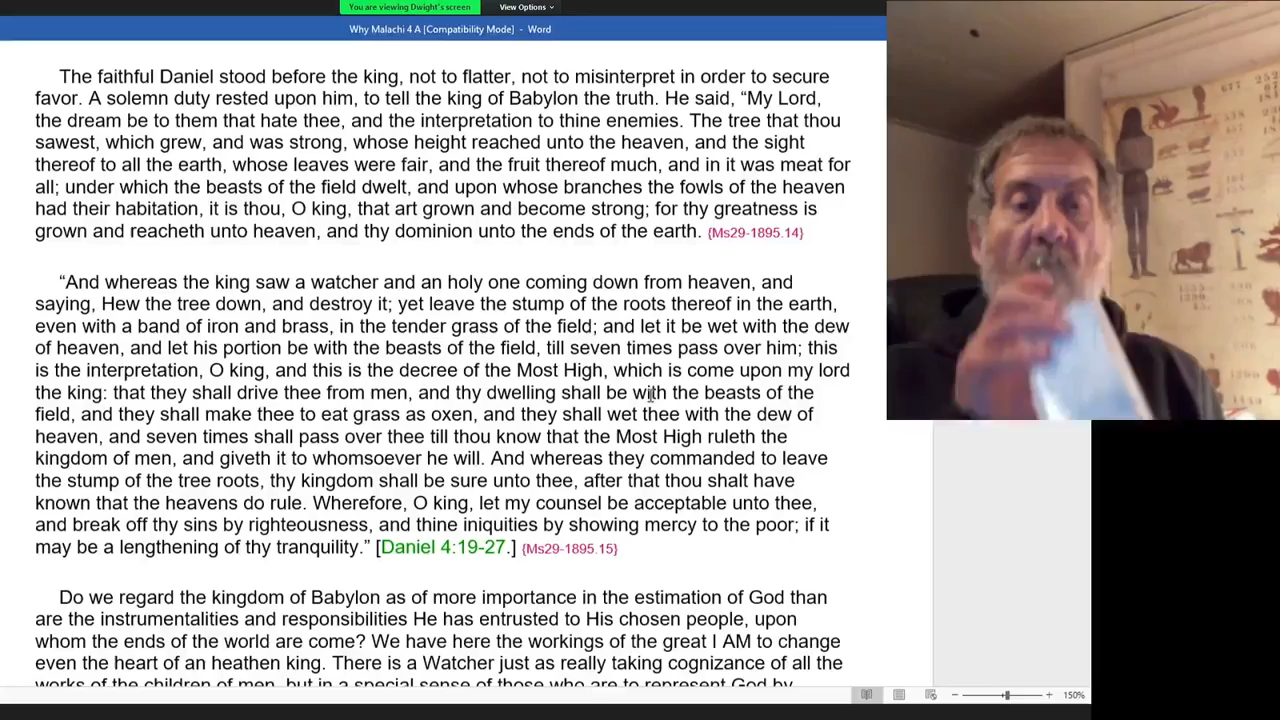 You are viewing Dwight's screen
View Options
Why Malachi 4 A [Compatibility Mode] - Word
The faithful Daniel stood before the king, not to flatter, not to misinterpret in order to secure
favor. A solemn duty rested upon him, to tell the king of Babylon the truth. He said, “My Lord,
the dream be to them that hate thee, and the interpretation to thine enemies. The tree that thou
sawest, which grew, and was strong, whose height reached unto the heaven, and the sight
thereof to all the earth, whose leaves were fair, and the fruit thereof much, and in it was meat for
all; under which the beasts of the field dwelt, and upon whose branches the fowls of the heaven
had their habitation, it is thou, O king, that art grown and become strong; for thy greatness is
grown and reacheth unto heaven, and thy dominion unto the ends of the earth. {Ms29-1895.14}
“And whereas the king saw a watcher and an holy one coming down from heaven, and
saying, Hew the tree down, and destroy it; yet leave the stump of the roots thereof in the earth,
even with a band of iron and brass, in the tender grass of the field; and let it be wet with the dew
of heaven, and let his portion be with the beasts of the field, till seven times pass over him; this
is the interpretation, O king, and this is the decree of the Most High, which is come upon my lord
the king: that they shall drive thee from men, and thy dwelling shall be with the beasts of the
field, and they shall make thee to eat grass as oxen, and they shall wet thee with the dew of
heaven, and seven times shall pass over thee till thou know that the Most High ruleth the
kingdom of men, and giveth it to whomsoever he will. And whereas they commanded to leave
the stump of the tree roots, thy kingdom shall be sure unto thee, after that thou shalt have
known that the heavens do rule. Wherefore, O king, let my counsel be acceptable unto thee,
and break off thy sins by righteousness, and thine iniquities by showing mercy to the poor; if it
may be a lengthening of thy tranquility.” [Daniel 4:19-27.] {Ms29-1895.15}
Do we regard the kingdom of Babylon as of more importance in the estimation of God than
are the instrumentalities and responsibilities He has entrusted to His chosen people, upon
whom the ends of the world are come? We have here the workings of the great I AM to change
even the heart of an heathen king. There is a Watcher just as really taking cognizance of all the
works of the children of men, but in a special sense of those who are to represent God by
150%
677